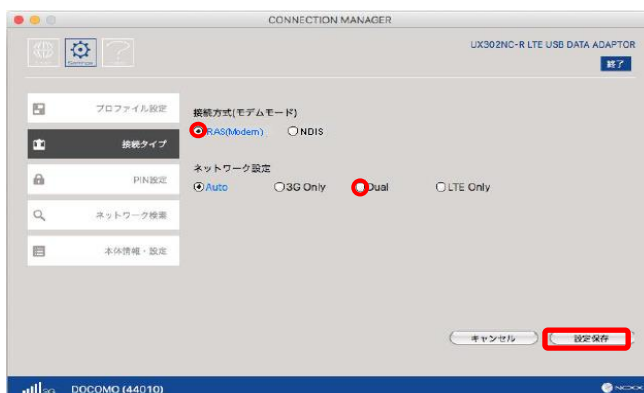 CONNECTION MANAGER
UX302NC-R LTE USB DATA ADAPTOR
Settings
終了
プロファイル設定
接続方式(モデムモード)
RAS(Modem)
NDIS
接続タイプ
ネットワーク設定
PIN設定
Auto
3G Only
Dual
LTE Only
ネットワーク検索
本体情報・設定
キャンセル
設定保存
3G
DOCOMO (44010)